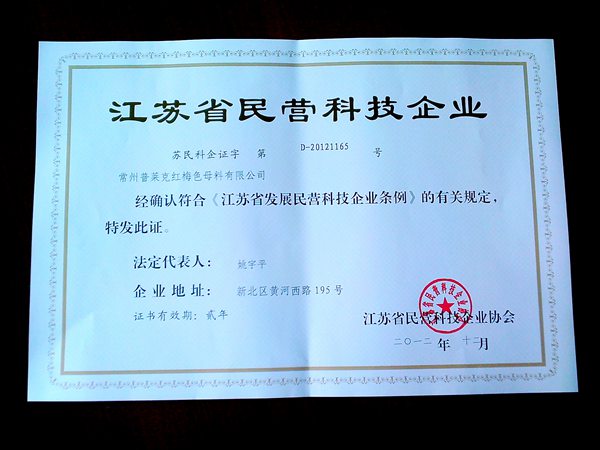 江苏省民营科技企业
苏民科企证字 第 D-20121165 号
常州普莱克红梅色母料有限公司
经确认符合《江苏省发展民营科技企业条例》的有关规定，
特发此证。
法定代表人： 姚宇平
企业地址： 新北区黄河西路195号
证书有效期：贰年
江苏省民营科技企业协会
二〇一二 年 十二月